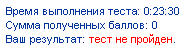 Время выполнения теста: 0:23:30
Сумма полученных баллов: 0
Ваш результат: тест не пройден.